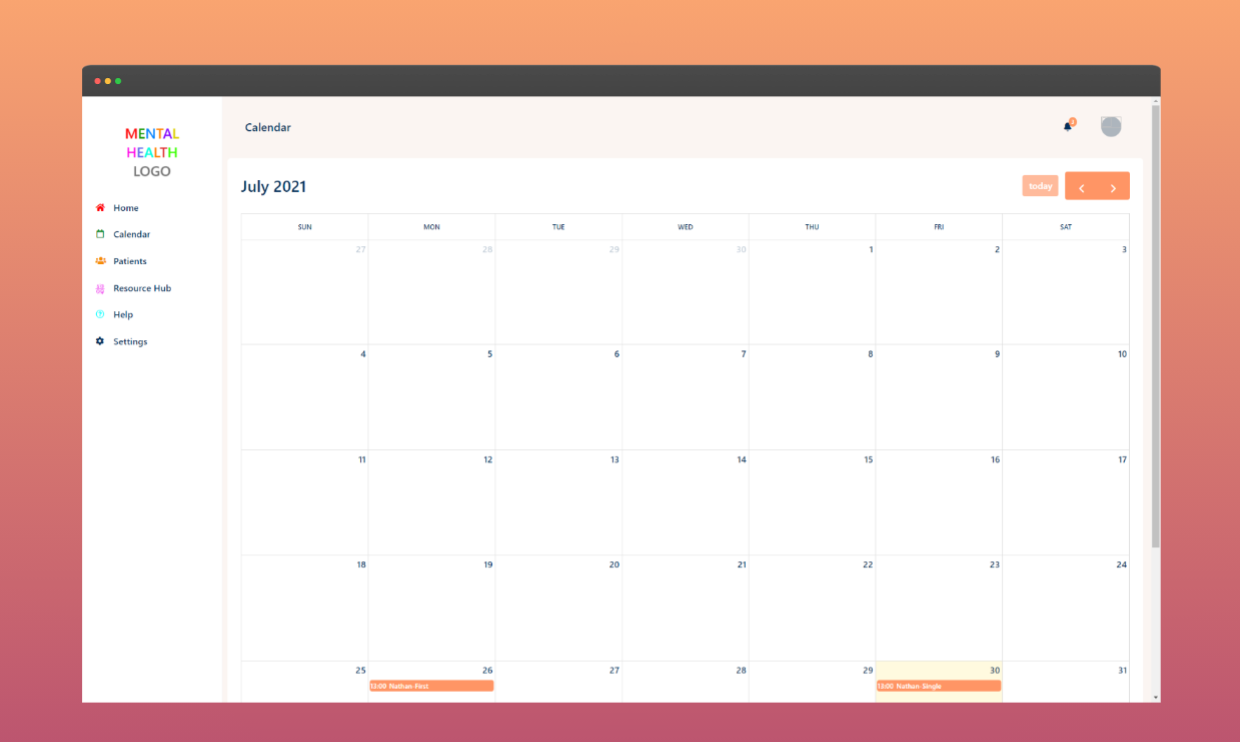 MENTAL
HEALTH
LOGO
Home
Calendar
Patients
Resource Hub
Help
Settings
Calendar
July 2021
today
SUN MON TUE WED THU FRI SAT
27 28 29 30 1 2 3
4 5 6 7 8 9 10
11 12 13 14 15 16 17
18 19 20 21 22 23 24
25 26 27 28 29 30 31
13:00 Nathan-First 13:00 Nathan-Single